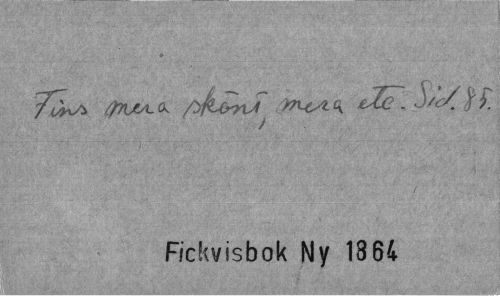 Fins mera skönt, mera etc. Sid. 85.
Fickvisbok Ny 1864